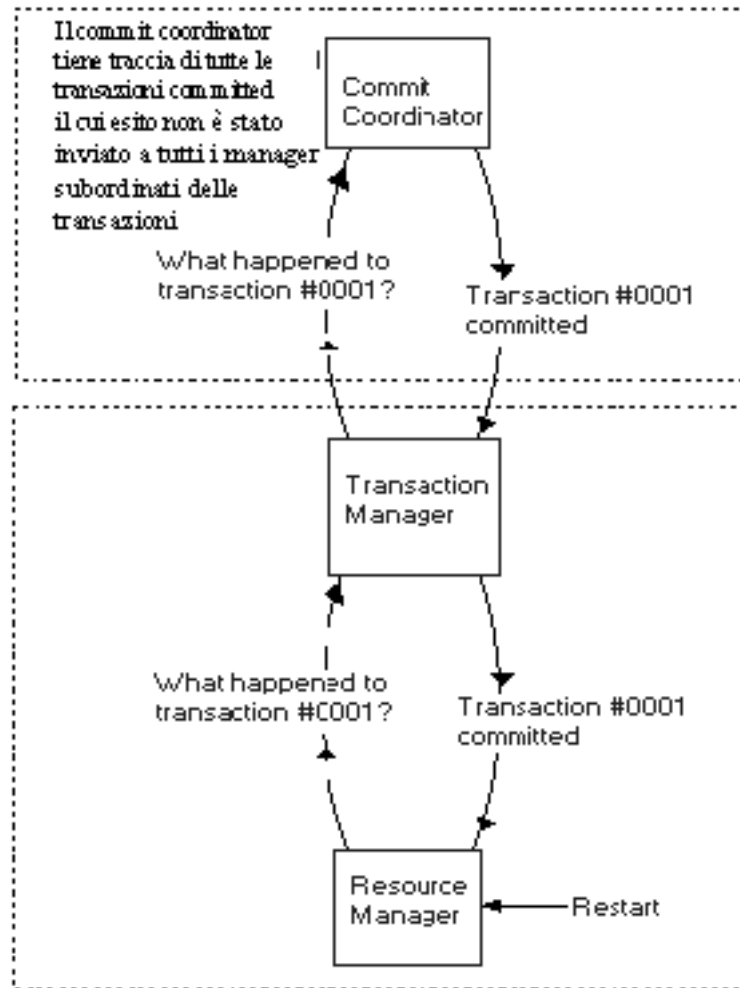 Il commit coordinator
tiene traccia di tutte le
transazioni committed
il cui esito non è stato
inviato a tutti i manager
subordinati delle
transazioni
Commit
Coordinator
What happened to
transaction #0001?
Transaction #0001
committed
Transaction
Manager
What happened to
transaction #0001?
Transaction #0001
committed
Resource
Manager
Restart